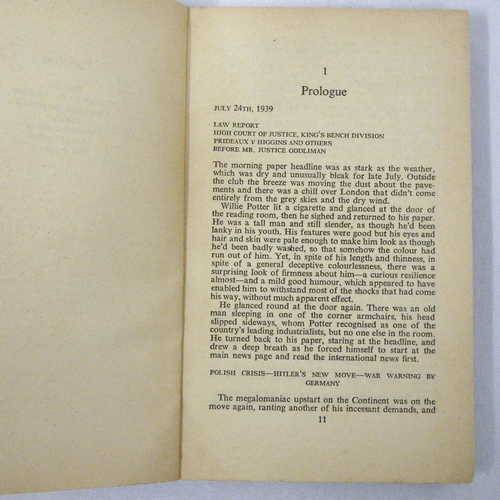 1
Prologue
JULY 24TH, 1939
LAW REPORT
HIGH COURT OF JUSTICE, KING'S BENCH DIVISION
PRIDEAUX V HIGGINS AND OTHERS
BEFORE MR. JUSTICE ODDLIMAN
The morning paper headline was as stark as the weather,
which was dry and unusually bleak for late July. Outside
the club the breeze was moving the dust about the pave-
ments and there was a chill over London that didn't come
entirely from the grey skies and the dry wind.
Willie Potter lit a cigarette and glanced at the door of
the reading room, then he sighed and returned to his paper.
He was a tall man and still slender, as though he'd been
lanky in his youth. His features were good but his eyes and
hair and skin were pale enough to make him look as though
he'd been badly washed, so that somehow the colour had
run out of him. Yet, in spite of his length and thinness, in
spite of a general deceptive colourlessness, there was a
surprising look of firmness about him—a curious resilience
almost—and a mild good humour, which appeared to have
enabled him to withstand most of the shocks that had come
his way, without much apparent effect.
He glanced round at the door again. There was an old
man sleeping in one of the corner armchairs, his head
slipped sideways, whom Potter recognised as one of the
country's leading industrialists, but no one else in the room.
He turned back to his paper, staring at the headline, and
drew a deep breath as he forced himself to start at the
main news page and read the international news first.
POLISH CRISIS—HITLER'S NEW MOVE—WAR WARNING BY
GERMANY
The megalomaniac upstart on the Continent was on the
move again, ranting another of his incessant demands, and
11